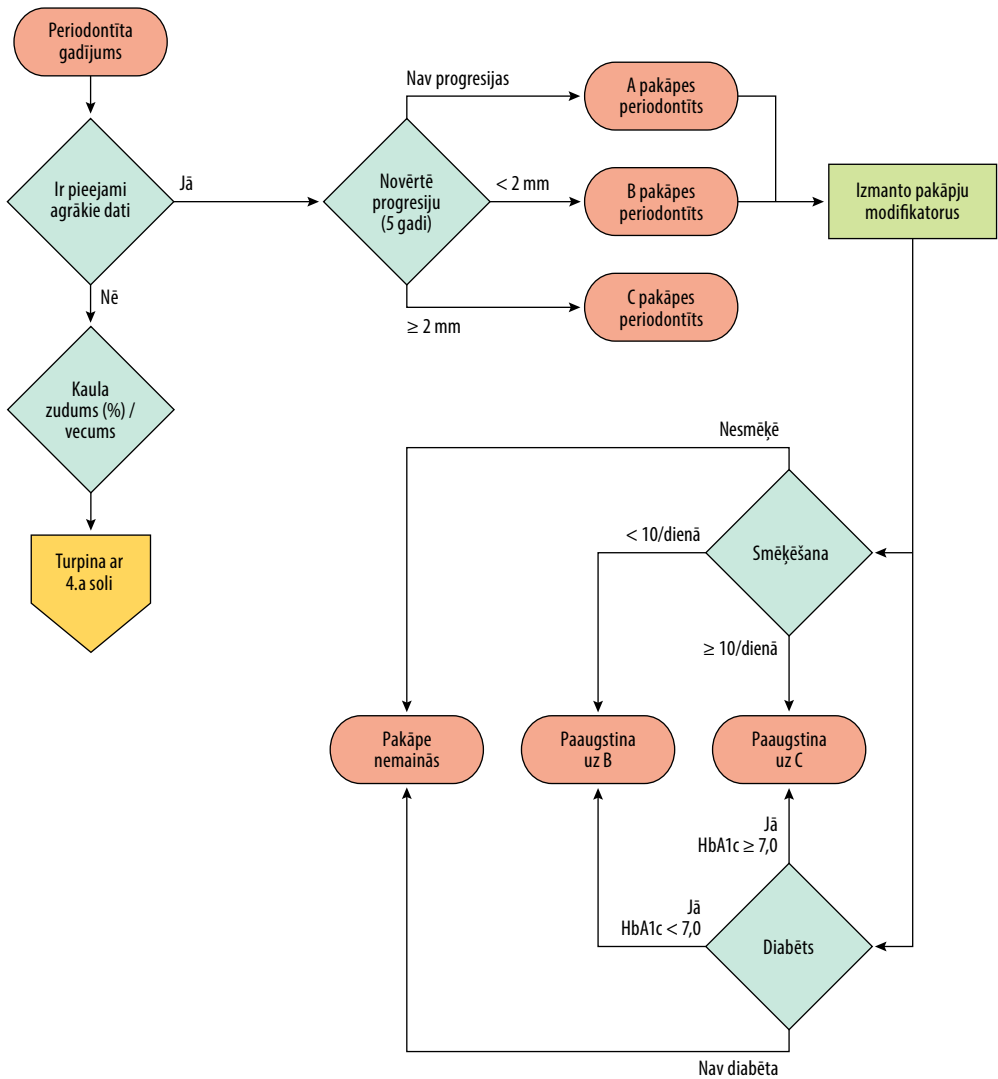 Periodontīta
gadījums
Ir pieejami
agrākie dati
Jā
Nē
Kaula
zudums (%) /
vecums
Turpina ar
4.a soli
Novērtē
progresiju
(5 gadi)
Nav progresijas
< 2 mm
≥ 2 mm
A pakāpes
periodontīts
B pakāpes
periodontīts
C pakāpes
periodontīts
Izmanto pakāpju
modifikatorus
Nesmēķē
< 10/dienā
Smēķēšana
≥ 10/dienā
Pakāpe
nemainās
Paaugstina
uz B
Paaugstina
uz C
Jā
HbA1c ≥ 7,0
Jā
HbA1c < 7,0
Diabēts
Nav diabēta